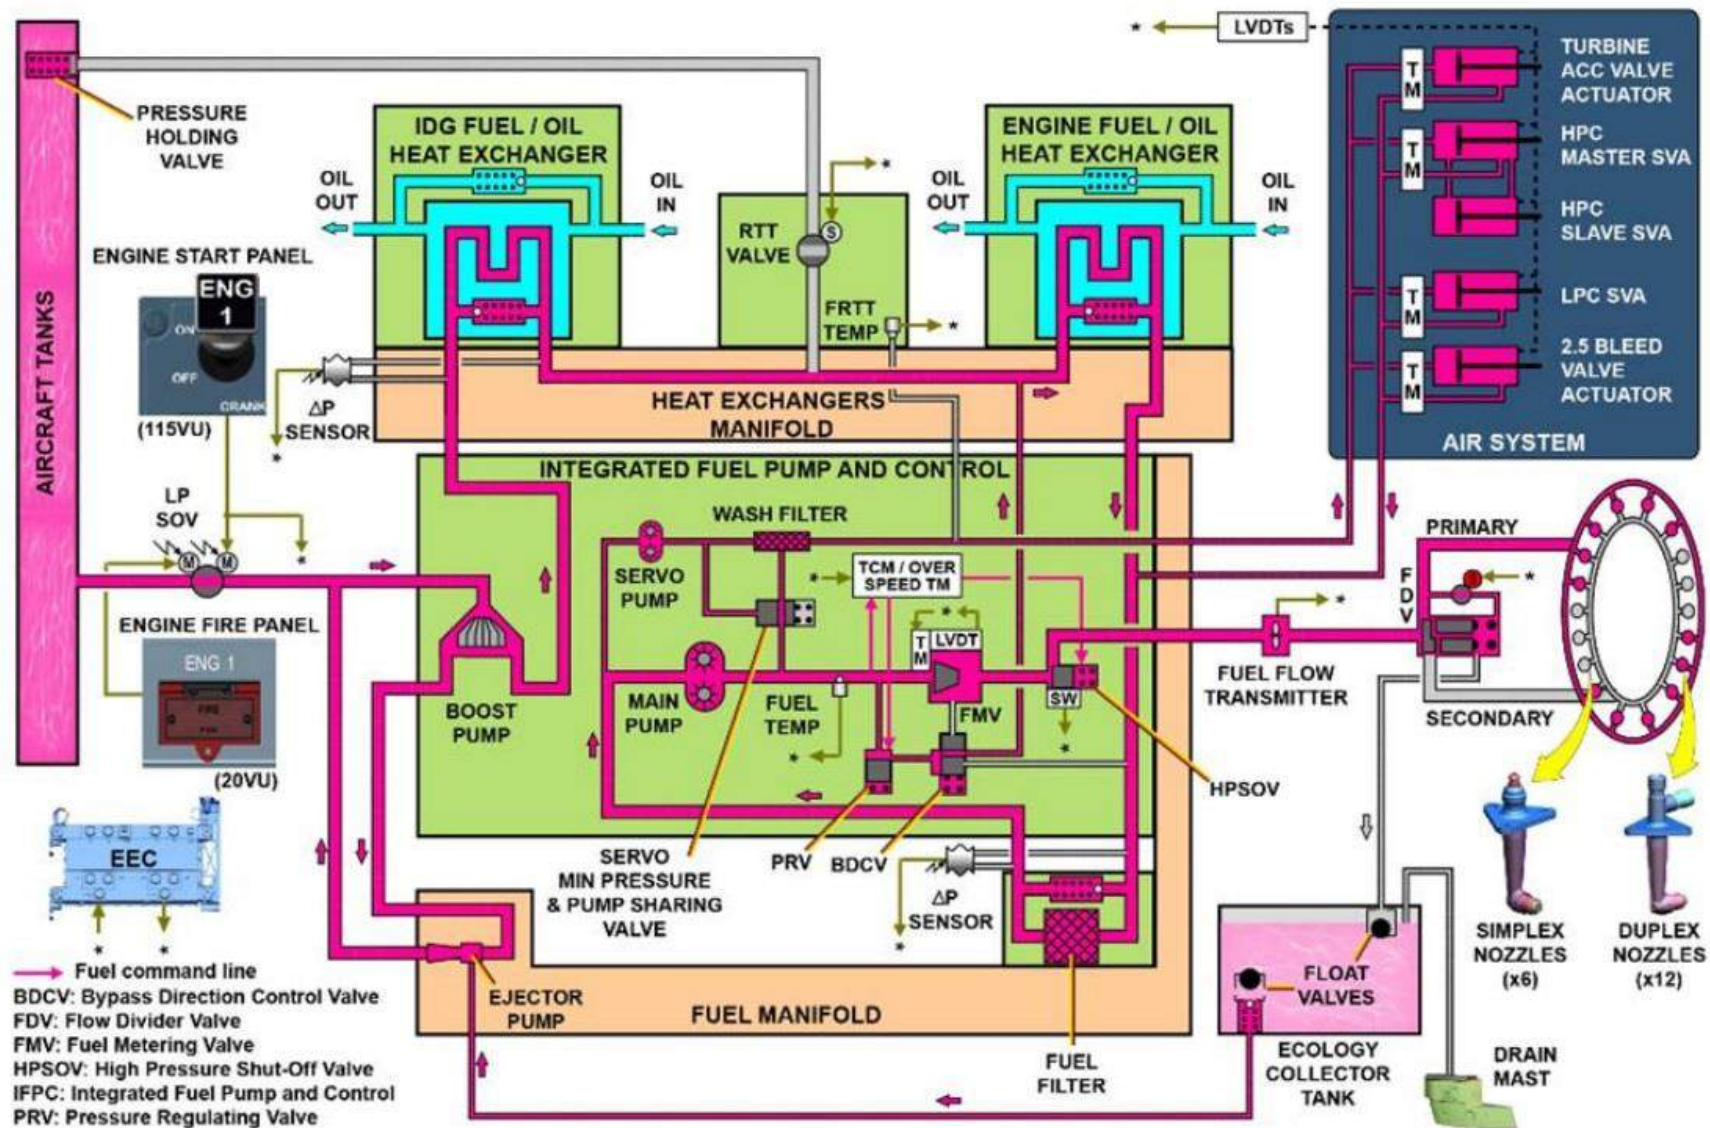 LVDTs
TURBINE
ACC VALVE
ACTUATOR
HPC
MASTER SVA
HPC
SLAVE SVA
LPC SVA
2.5 BLEED
VALVE
ACTUATOR
AIR SYSTEM
TM
TM
TM
TM
PRESSURE
HOLDING
VALVE
IDG FUEL / OIL
HEAT EXCHANGER
OIL
OUT
OIL
IN
RTT
VALVE
S
FRTT
TEMP
ENGINE FUEL / OIL
HEAT EXCHANGER
OIL
OUT
OIL
IN
AIRCRAFT TANKS
ENGINE START PANEL
ENG
1
ON
OFF
CRANK
(115VU)
ΔP
SENSOR
HEAT EXCHANGERS
MANIFOLD
LP
SOV
M
M
ENGINE FIRE PANEL
ENG 1
FIRE
(20VU)
INTEGRATED FUEL PUMP AND CONTROL
WASH FILTER
SERVO
PUMP
TCM / OVER
SPEED TM
TM
LVDT
MAIN
PUMP
FUEL
TEMP
FMV
SW
BOOST
PUMP
HPSOV
PRIMARY
FDV
FUEL FLOW
TRANSMITTER
SECONDARY
SERVO
MIN PRESSURE
& PUMP SHARING
VALVE
PRV
BDCV
ΔP
SENSOR
EEC
SIMPLEX
NOZZLES
(x6)
DUPLEX
NOZZLES
(x12)
FLOAT
VALVES
EJECTOR
PUMP
FUEL MANIFOLD
FUEL
FILTER
ECOLOGY
COLLECTOR
TANK
DRAIN
MAST
Fuel command line
BDCV: Bypass Direction Control Valve
FDV: Flow Divider Valve
FMV: Fuel Metering Valve
HPSOV: High Pressure Shut-Off Valve
IFPC: Integrated Fuel Pump and Control
PRV: Pressure Regulating Valve